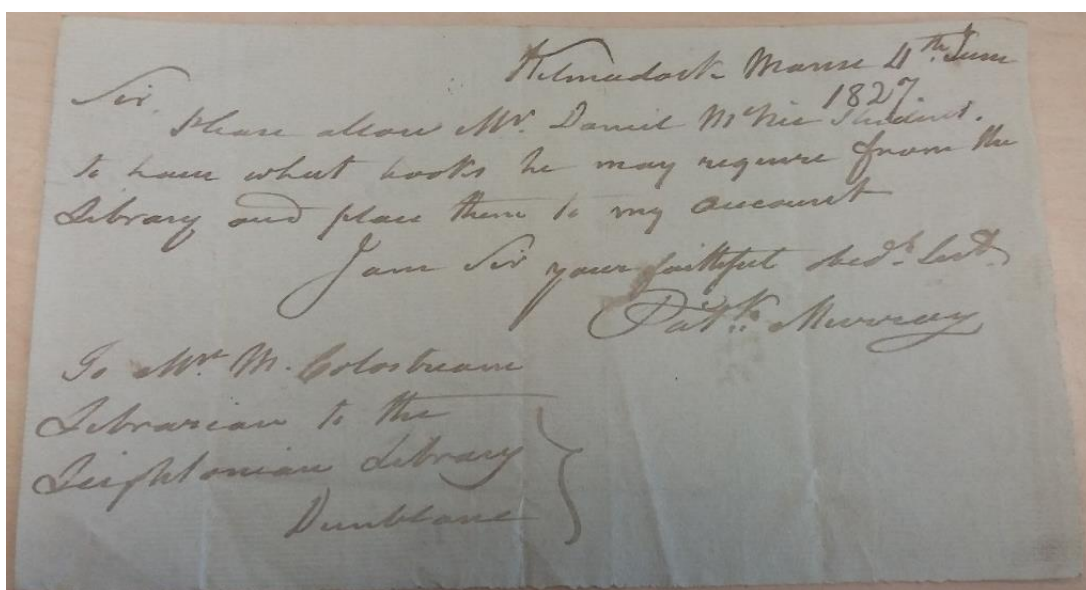 Kilmadock Manse 4th June
1827
Sir.
Please allow Mr. Daniel McNie Student.
to have what books he may require from the
Library and place them to my account
I am Sir your faithful obedt. Servt.
Patk. Murray
To Mr. M. Coldstream
Librarian to the
Leightonian Library
Dunblane